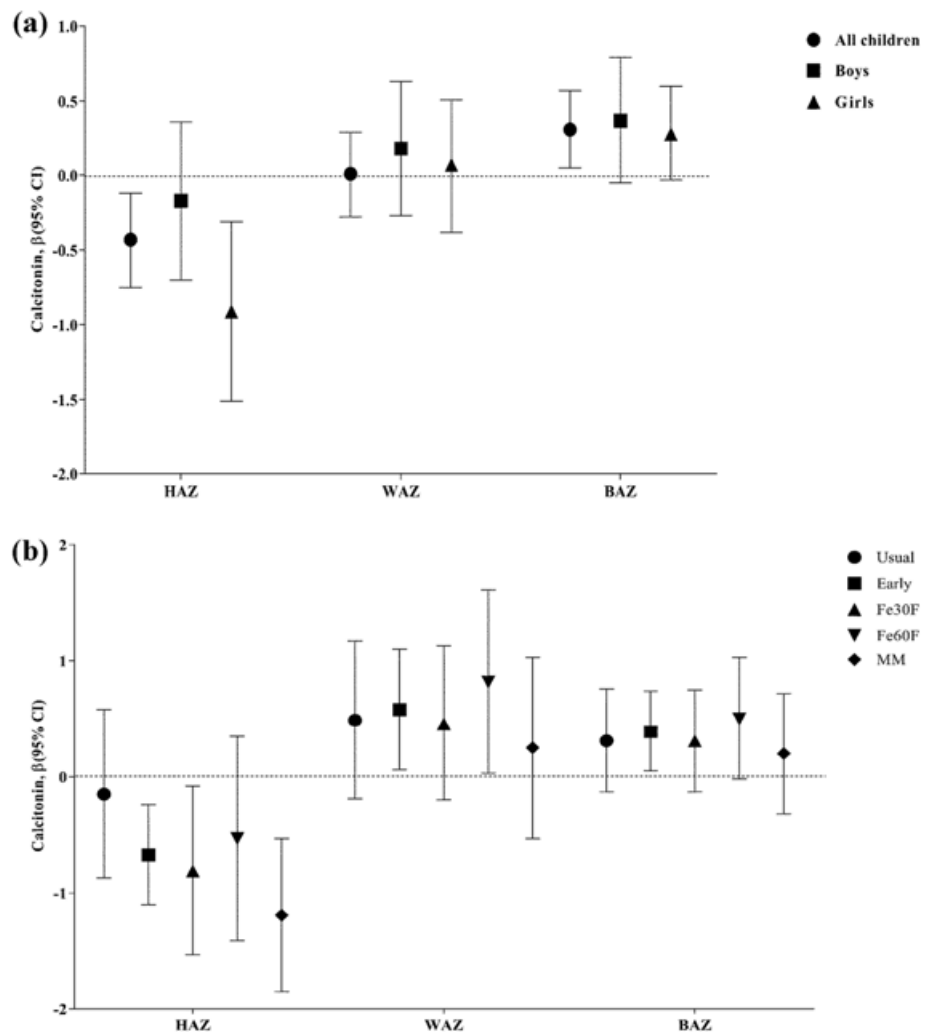 (a)
1.0
0.5
0.0
-0.5
-1.0
-1.5
-2.0
Calcitonin, β(95% CI)
HAZ WAZ BAZ
All children
Boys
Girls
(b)
2
1
0
-1
-2
Calcitonin, β(95% CI)
HAZ WAZ BAZ
Usual
Early
Fe30F
Fe60F
MM